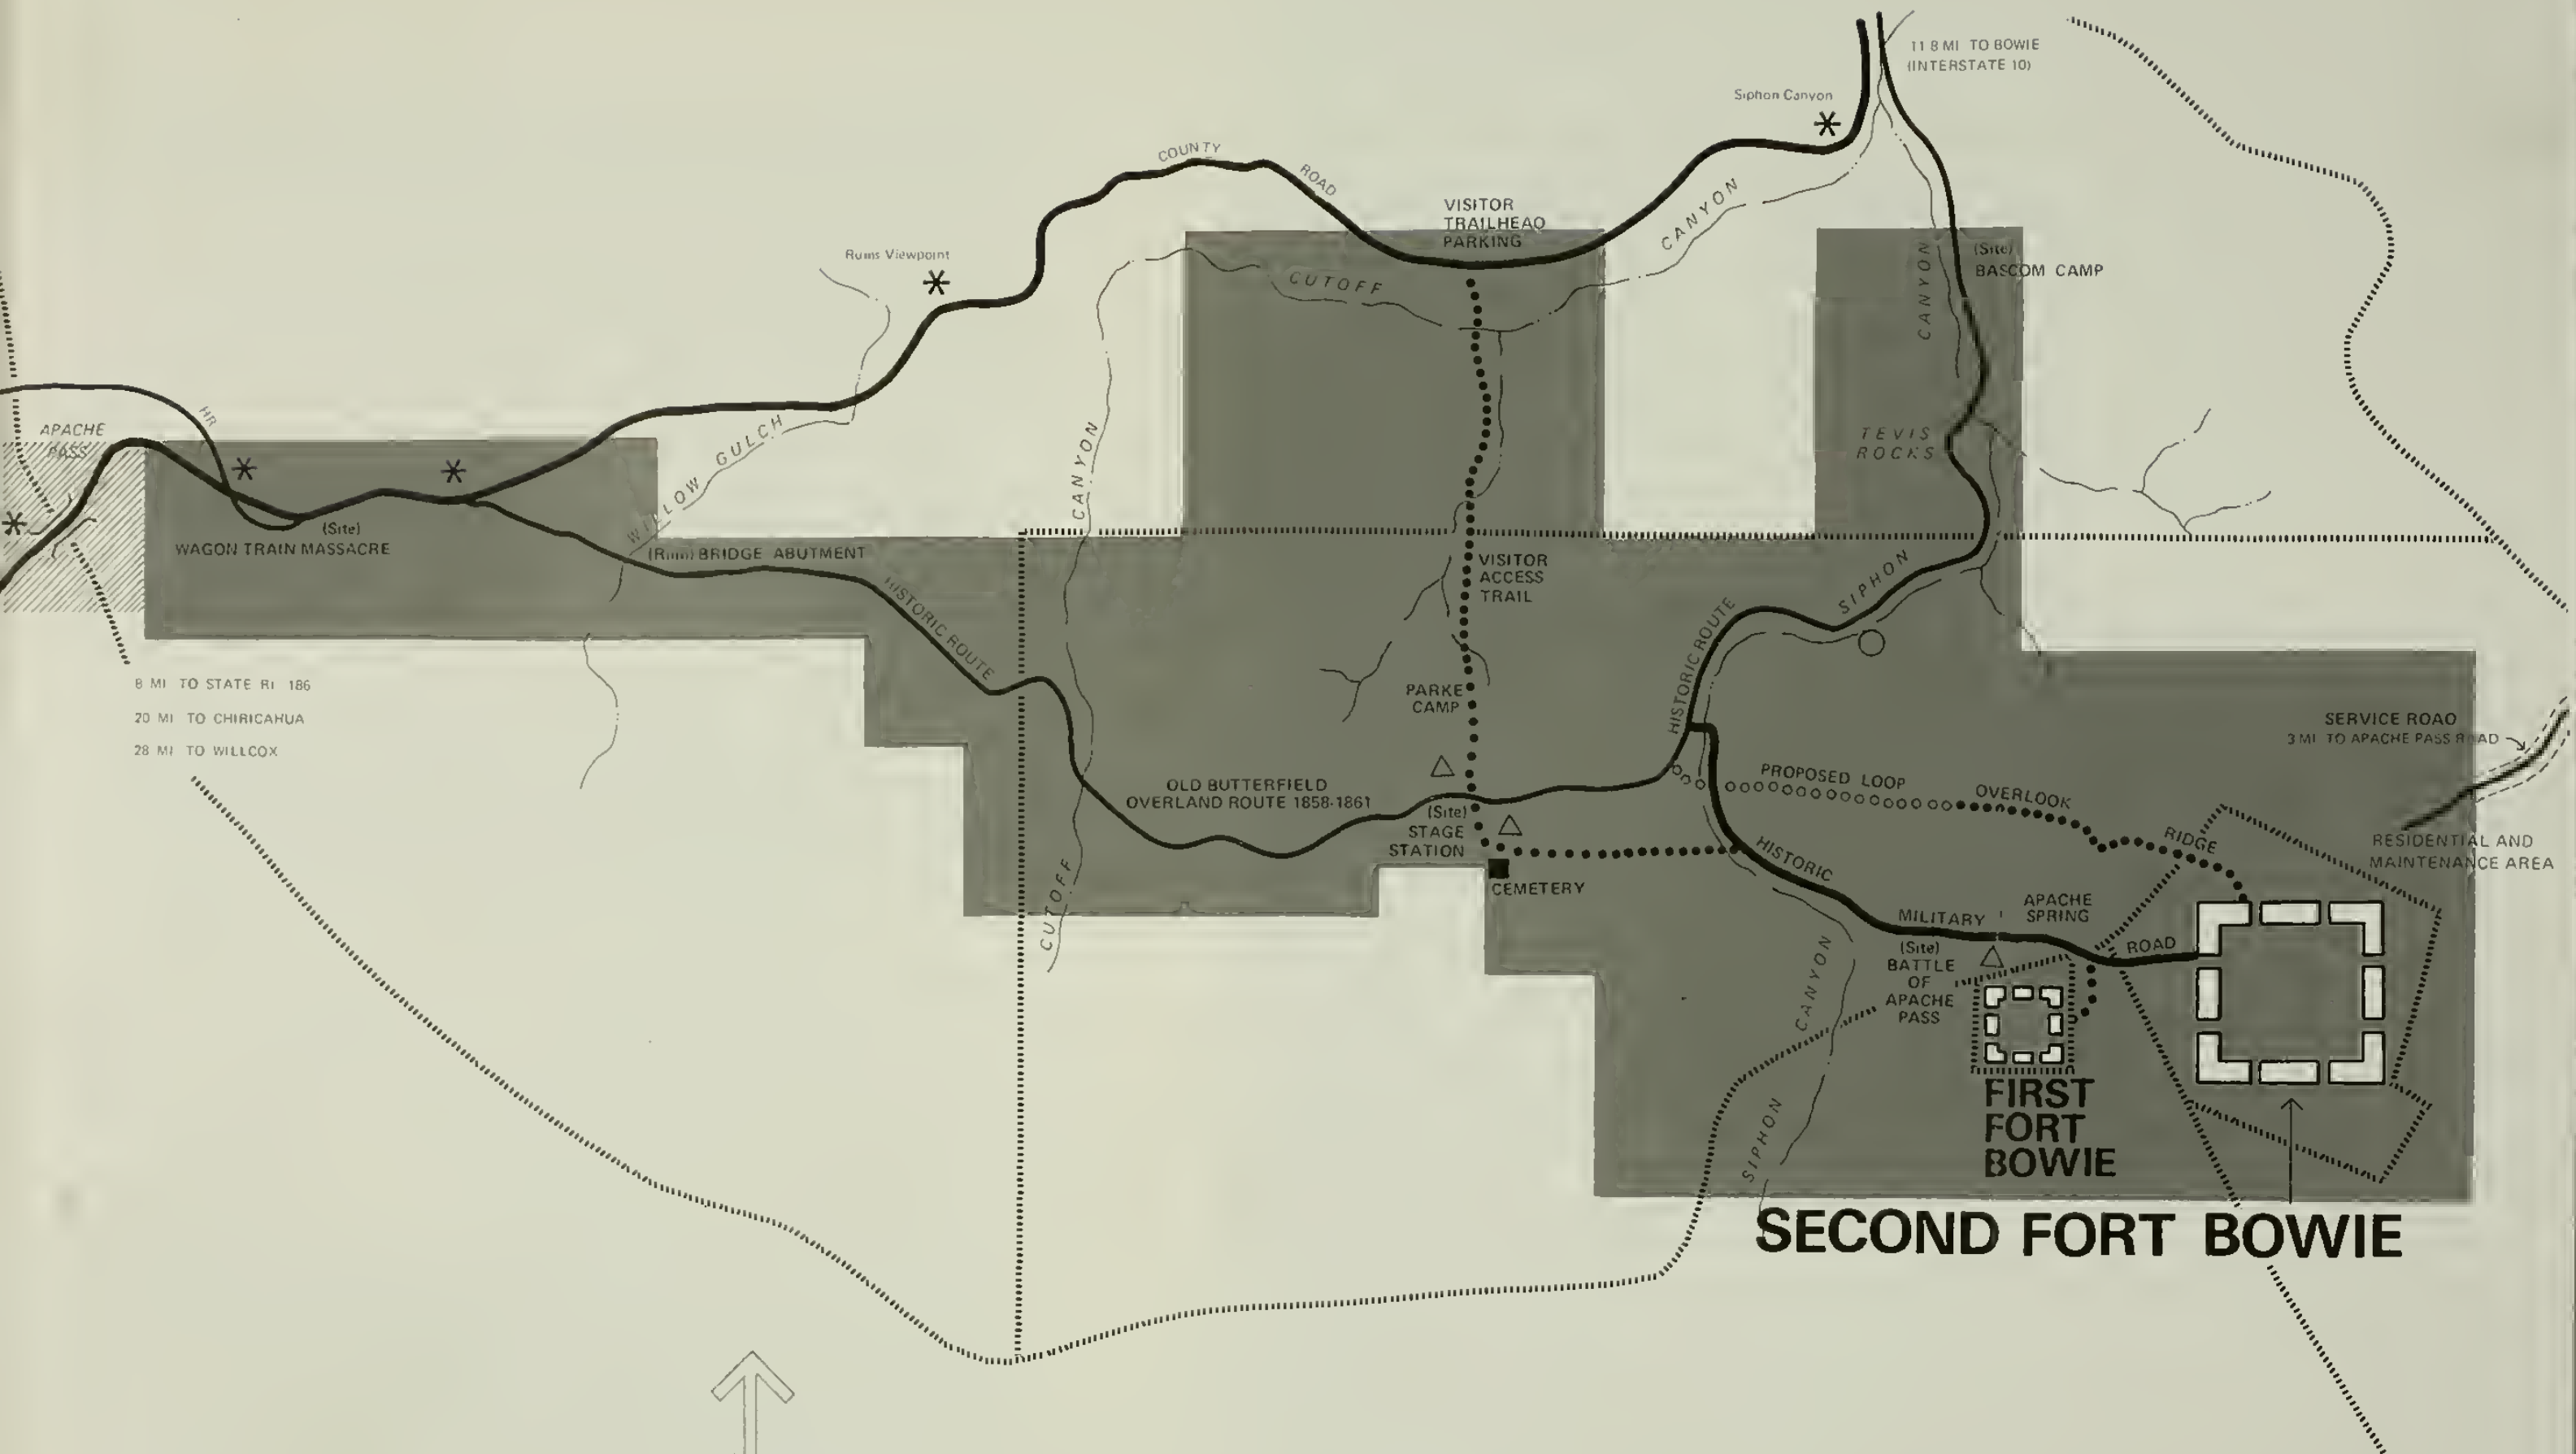 11 8 MI TO BOWIE
(INTERSTATE 10)
Siphon Canyon
COUNTY
ROAD
VISITOR
TRAILHEAD
PARKING
CANYON
Ruins Viewpoint
CUTOFF
CANYON
(Site)
BASCOM CAMP
HR
APACHE
PASS
WILLOW GULCH
CANYON
TEVIS
ROCKS
(Site)
WAGON TRAIN MASSACRE
(Ruin) BRIDGE ABUTMENT
HISTORIC ROUTE
VISITOR
ACCESS
TRAIL
SIPHON
HISTORIC ROUTE
8 MI TO STATE RT 186
20 MI TO CHIRICAHUA
28 MI TO WILLCOX
PARKE
CAMP
SERVICE ROAD
3 MI TO APACHE PASS ROAD
OLD BUTTERFIELD
OVERLAND ROUTE 1858-1861
PROPOSED LOOP
OVERLOOK
RIDGE
(Site)
STAGE
STATION
RESIDENTIAL AND
MAINTENANCE AREA
CEMETERY
CUTOFF
HISTORIC
MILITARY
ROAD
APACHE
SPRING
(Site)
BATTLE
OF
APACHE
PASS
CANYON
SIPHON
FIRST
FORT
BOWIE
SECOND FORT BOWIE